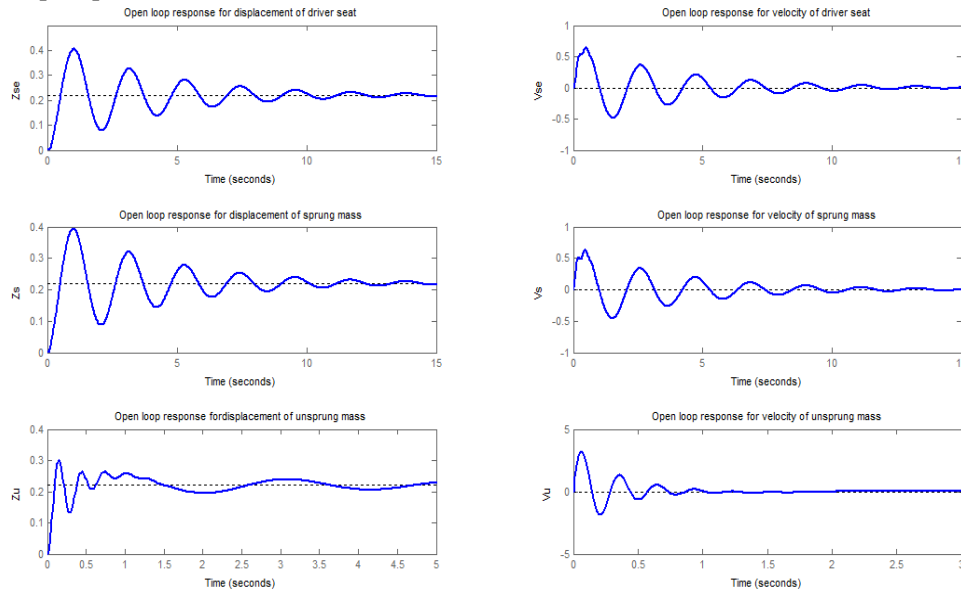 Open loop response for displacement of driver seat
Zse
0.4
0.3
0.2
0.1
0
0 5 10 15
Time (seconds)
Open loop response for velocity of driver seat
Vse
1
0.5
0
-0.5
-1
0 5 10
Time (seconds)
Open loop response for displacement of sprung mass
Zs
0.4
0.3
0.2
0.1
0
0 5 10 15
Time (seconds)
Open loop response for velocity of sprung mass
Vs
1
0.5
0
-0.5
-1
0 5 10
Time (seconds)
Open loop response fordisplacement of unsprung mass
Zu
0.4
0.3
0.2
0.1
0
0 0.5 1 1.5 2 2.5 3 3.5 4 4.5 5
Time (seconds)
Open loop response for velocity of unsprung mass
Vu
5
0
-5
0 0.5 1 1.5 2 2.5 3
Time (seconds)